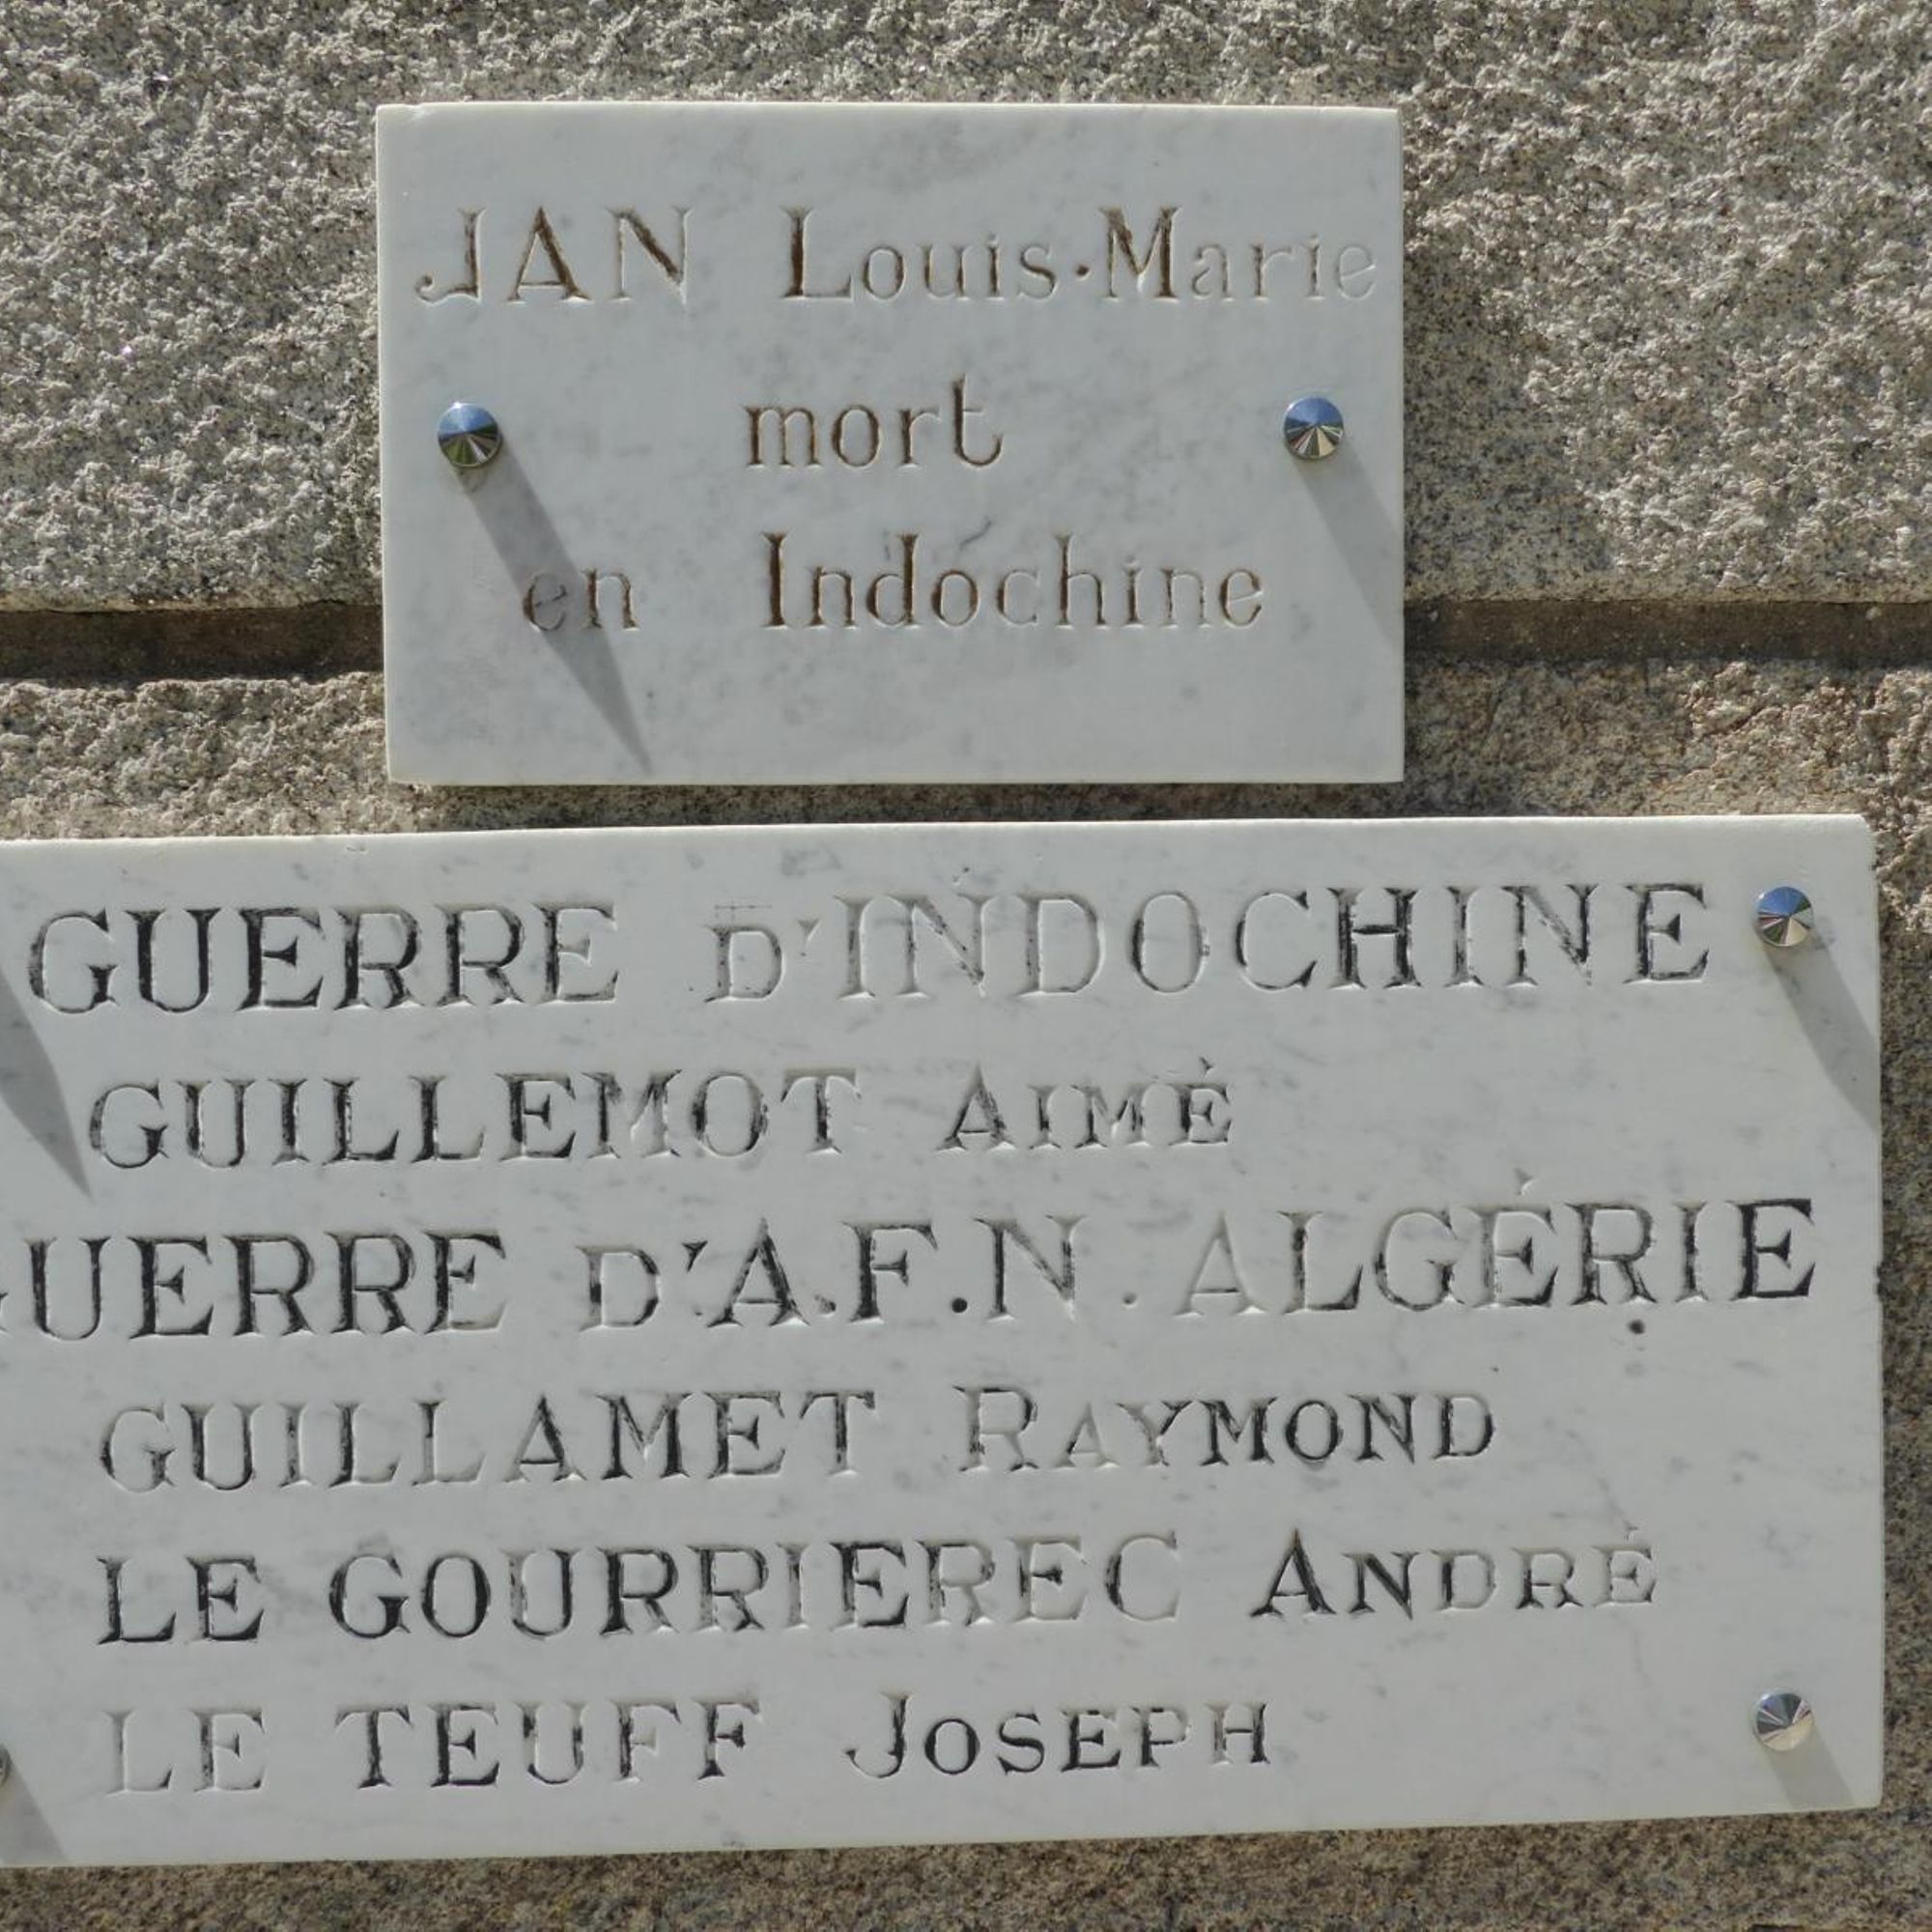 JAN Louis-Marie
mort
en Indochine
GUERRE D'INDOCHINE
GUILLEMOT AIMÉ
GUERRE D'A.F.N. ALGÉRIE
GUILLAMET RAYMOND
LE GOURRIEREC ANDRÉ
LE TEUFF JOSEPH